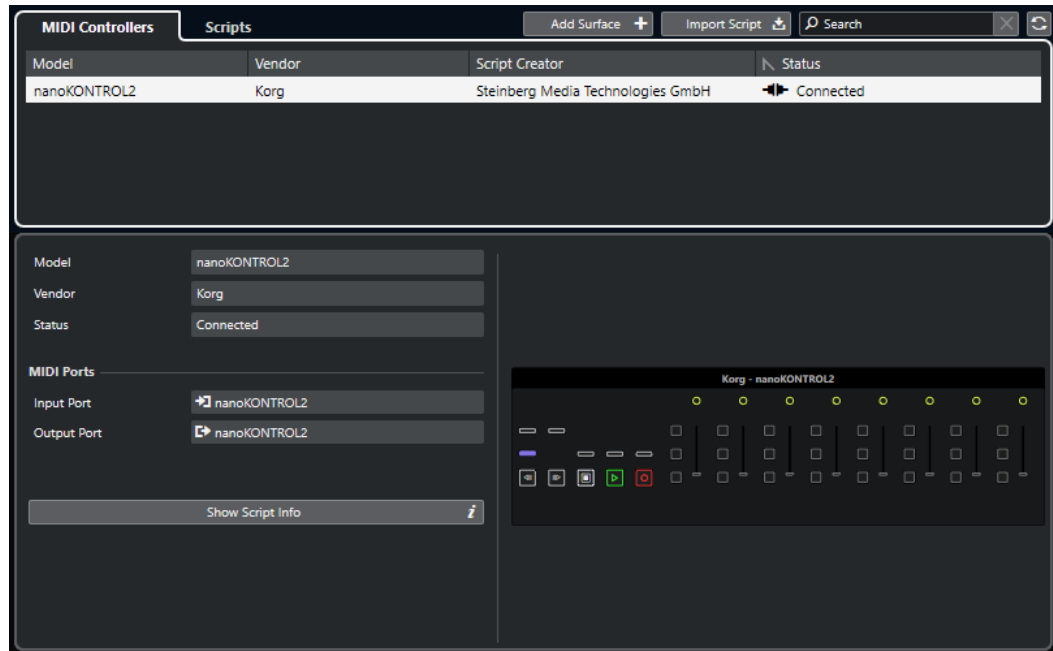 MIDI Controllers Scripts Add Surface Import Script Search
Model Vendor Script Creator Status
nanoKONTROL2 Korg Steinberg Media Technologies GmbH Connected
Model nanoKONTROL2
Vendor Korg
Status Connected
MIDI Ports
Korg - nanoKONTROL2
Input Port nanoKONTROL2
Output Port nanoKONTROL2
Show Script Info i